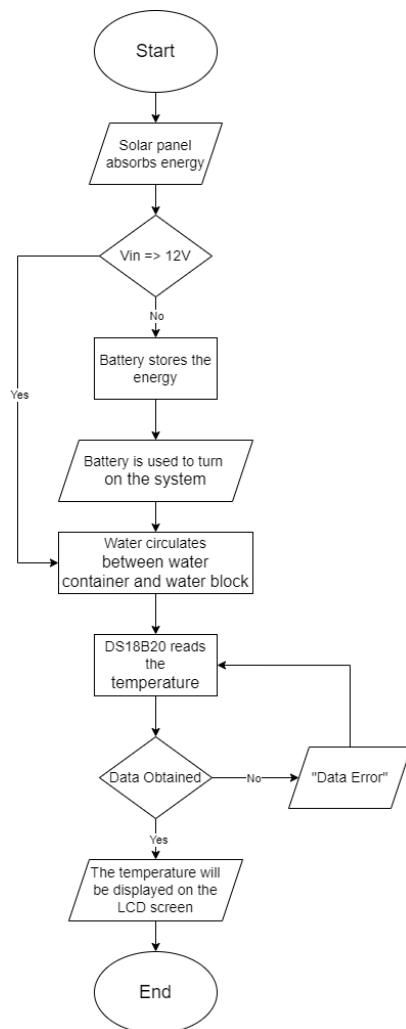 Start
Solar panel
absorbs energy
Vin => 12V
No
Battery stores the
energy
Yes
Battery is used to turn
on the system
Water circulates
between water
container and water block
DS18B20 reads
the
temperature
Data Obtained
No
"Data Error"
Yes
The temperature will
be displayed on the
LCD screen
End